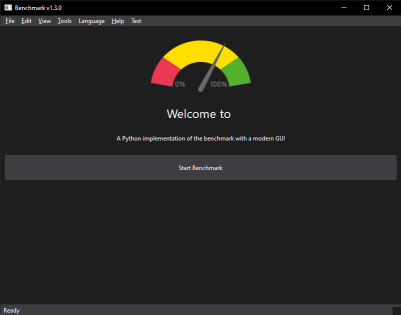 Benchmark v1.3.0
File Edit View Tools Language Help Test
0% 100%
Welcome to
A Python implementation of the benchmark with a modern GUI
Start Benchmark
Ready